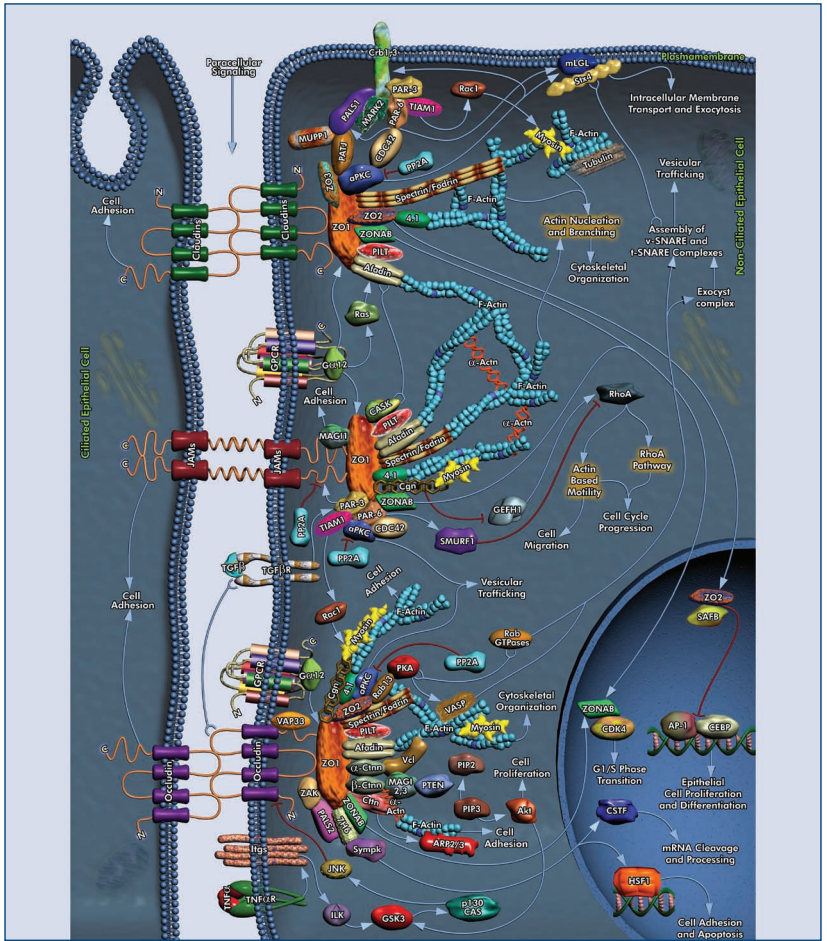 Paracellular
Signaling
Crb1,3
Plasmamembrane
PALS1
MARK2
PAR-3
PAR-6
TIAM1
Rac1
mLGL
Stx4
Intracellular Membrane
Transport and Exocytosis
MUPP1
PATJ
CDC42
PP2A
Myosin
F-Actin
Tubulin
Vesicular
Trafficking
Non-Ciliated Epithelial Cell
ZO3
aPKC
Spectrin/Fodrin
F-Actin
Cell
Adhesion
N
N
Claudins
Claudins
C
C
ZO1
ZO2
4.1
ZONAB
PILT
Afadin
Actin Nucleation
and Branching
Cytoskeletal
Organization
Assembly of
v-SNARE and
t-SNARE Complexes
Exocyst
complex
F-Actin
Ras
GPCR
C
N
Gα12
Cell
Adhesion
α-Actn
F-Actin
α-Actn
RhoA
Ciliated Epithelial Cell
CASK
PILT
Afadin
Spectrin/Fodrin
MAGI1
ZO1
JAMs
JAMs
C
C
4.1
Cgn
Myosin
ZONAB
RhoA
Pathway
Actin
Based
Motility
PAR-3
PAR-6
TIAM1
aPKC
CDC42
PP2A
PP2A
GEFH1
SMURF1
Cell
Migration
Cell Cycle
Progression
TGFβ
TGFβR
Cell
Adhesion
Cell
Adhesion
Vesicular
Trafficking
Rac1
F-Actin
Myosin
ZO2
SAFB
GPCR
C
N
Gα12
Cgn
4.1
aPKC
Rab13
PKA
PP2A
Rab
GTPases
ZO2
Spectrin/Fodrin
VASP
Cytoskeletal
Organization
ZONAB
CDK4
AP-1
CEBP
VAP33
PILT
F-Actin
Myosin
C
Occludin
Occludin
C
N
N
ZO1
Afadin
α-Ctnn
Vcl
β-Ctnn
MAGI
2,3
PTEN
PIP2
PIP3
Cell
Proliferation
Akt
G1/S Phase
Transition
Epithelial
Cell Proliferation
and Differentiation
ZAK
PALS2
ZONAB
7H6
Cttn
α-
Actn
F-Actin
ARP2/3
Cell
Adhesion
CSTF
Sympk
mRNA Cleavage
and Processing
Itgs
JNK
HSF1
TNFα
TNFαR
ILK
GSK3
p130
CAS
Cell Adhesion
and Apoptosis